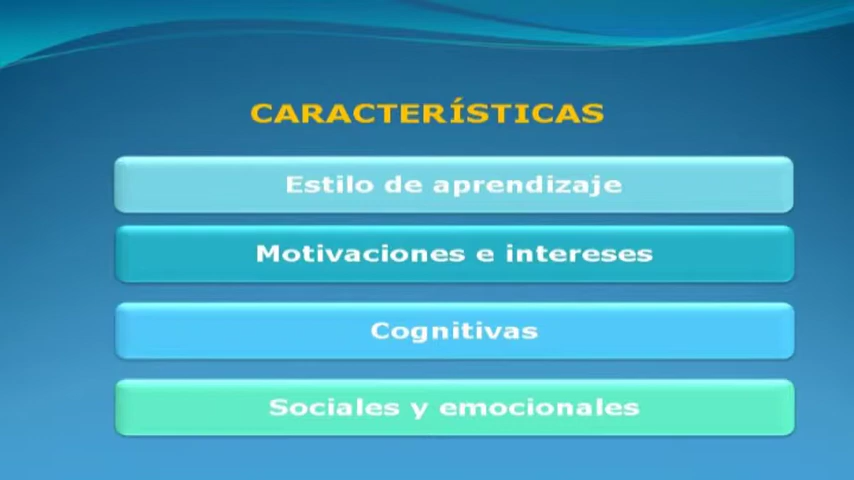 CARACTERÍSTICAS
Estilo de aprendizaje
Motivaciones e intereses
Cognitivas
Sociales y emocionales